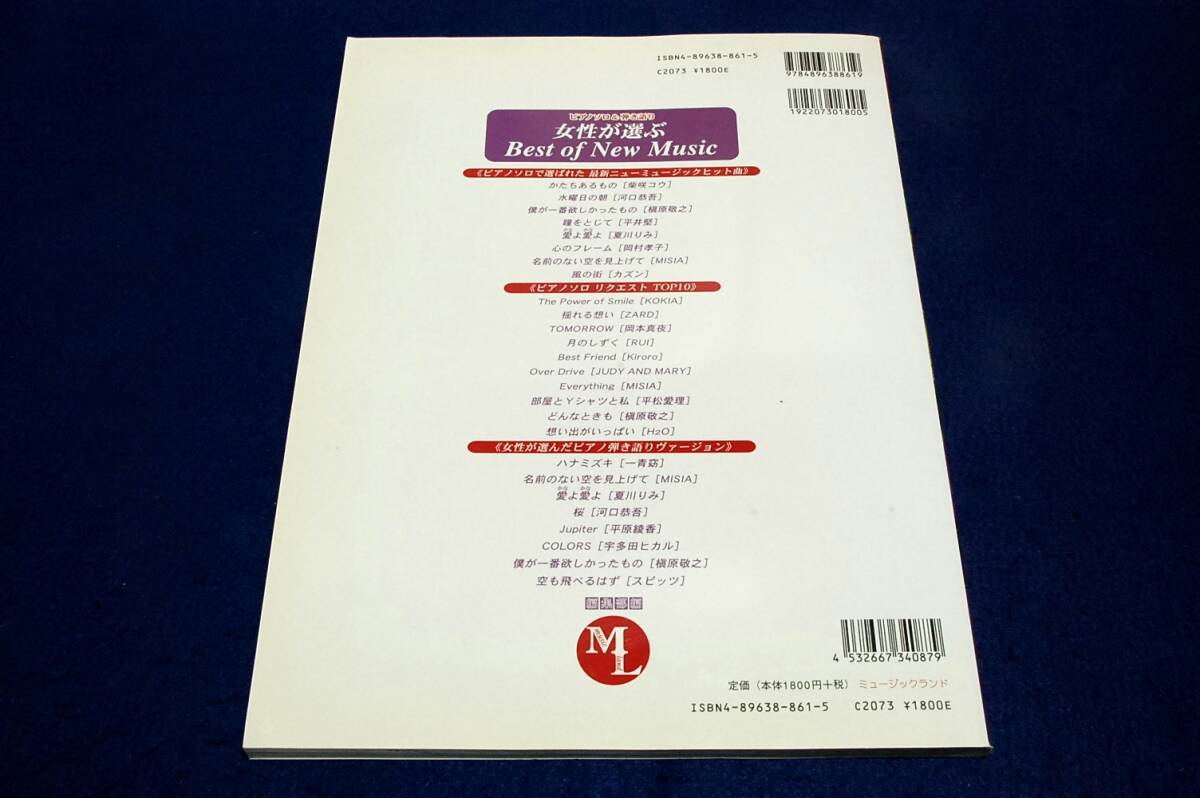 ISBN4-89638-861-5
C2073 ¥1800E
9784896388619
1922073018005
ピアノソロ&弾き語り
女性が選ぶ
Best of New Music
《ピアノソロで選ばれた 最新ニューミュージックヒット曲》
かたちあるもの [柴咲コウ]
水曜日の朝 [河口恭吾]
僕が一番欲しかったもの [槇原敬之]
瞳をとじて [平井堅]
愛よ愛よ [夏川りみ]
心のフレーム [岡村孝子]
名前のない空を見上げて [MISIA]
風の街 [カズン]
《ピアノソロ リクエスト TOP10》
The Power of Smile [KOKIA]
揺れる想い [ZARD]
TOMORROW [岡本真夜]
月のしずく [RUI]
Best Friend [Kiroro]
Over Drive [JUDY AND MARY]
Everything [MISIA]
部屋とYシャツと私 [平松愛理]
どんなときも [槇原敬之]
想い出がいっぱい [H2O]
《女性が選んだピアノ弾き語りヴァージョン》
ハナミズキ [一青窈]
名前のない空を見上げて [MISIA]
かな かな
愛よ愛よ [夏川りみ]
桜 [河口恭吾]
Jupiter [平原綾香]
COLORS [宇多田ヒカル]
僕が一番欲しかったもの [槇原敬之]
空も飛べるはず [スピッツ]
ML
4 532667 340879
定価 (本体1800円+税) ミュージックランド
ISBN4-89638-861-5 C2073 ¥1800E